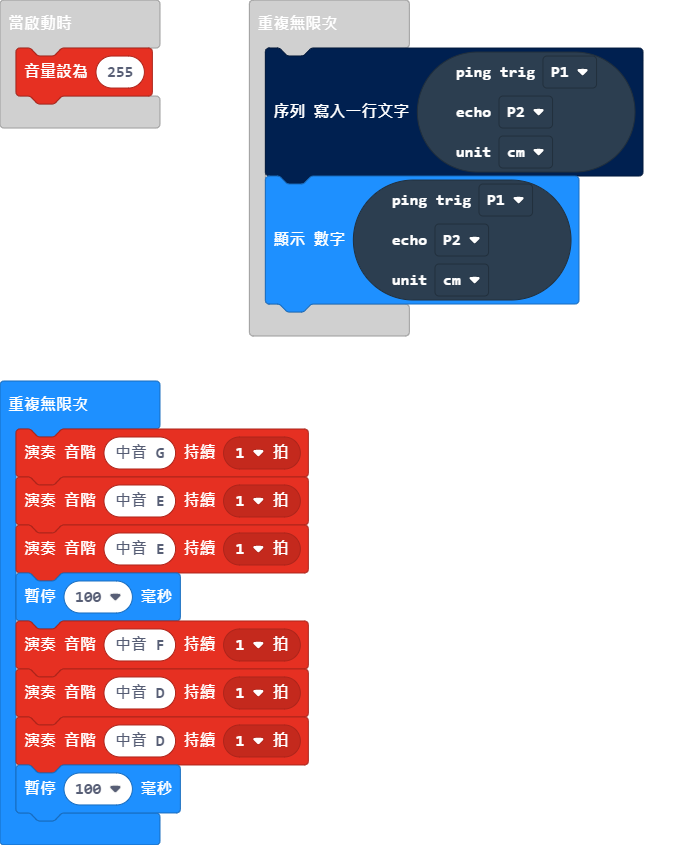 當啟動時
音量設為 255
重複無限次
序列 寫入一行文字 ping trig P1
echo P2
unit cm
顯示 數字 ping trig P1
echo P2
unit cm
重複無限次
演奏 音階 中音 G 持續 1 拍
演奏 音階 中音 E 持續 1 拍
演奏 音階 中音 E 持續 1 拍
暫停 100 毫秒
演奏 音階 中音 F 持續 1 拍
演奏 音階 中音 D 持續 1 拍
演奏 音階 中音 D 持續 1 拍
暫停 100 毫秒